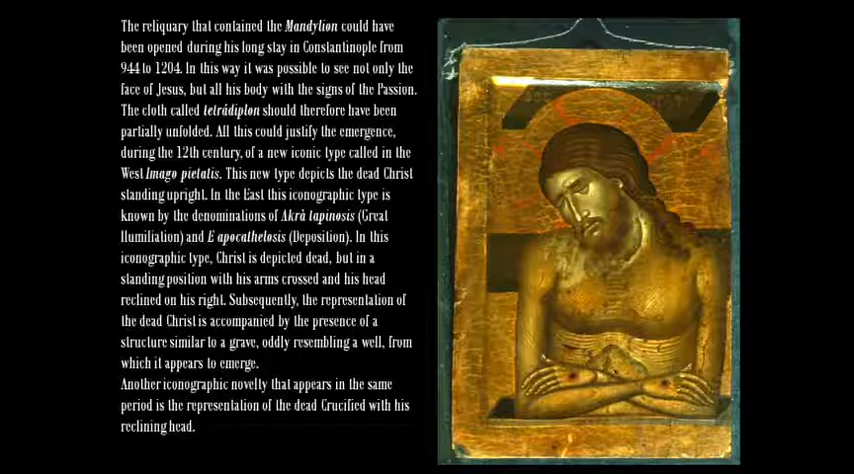 The reliquary that contained the Mandylion could have
been opened during his long stay in Constantinople from
944 to 1204. In this way it was possible to see not only the
face of Jesus, but all his body with the signs of the Passion.
The cloth called tetrádiplon should therefore have been
partially unfolded. All this could justify the emergence,
during the 12th century, of a new iconic type called in the
West Imago pietatis. This new type depicts the dead Christ
standing upright. In the East this iconographic type is
known by the denominations of Akrà tapinosis (Great
Humiliation) and E apocathelosis (Deposition). In this
iconographic type, Christ is depicted dead, but in a
standing position with his arms crossed and his head
reclined on his right. Subsequently, the representation of
the dead Christ is accompanied by the presence of a
structure similar to a grave, oddly resembling a well, from
which it appears to emerge.
Another iconographic novelty that appears in the same
period is the representation of the dead Crucified with his
reclining head.